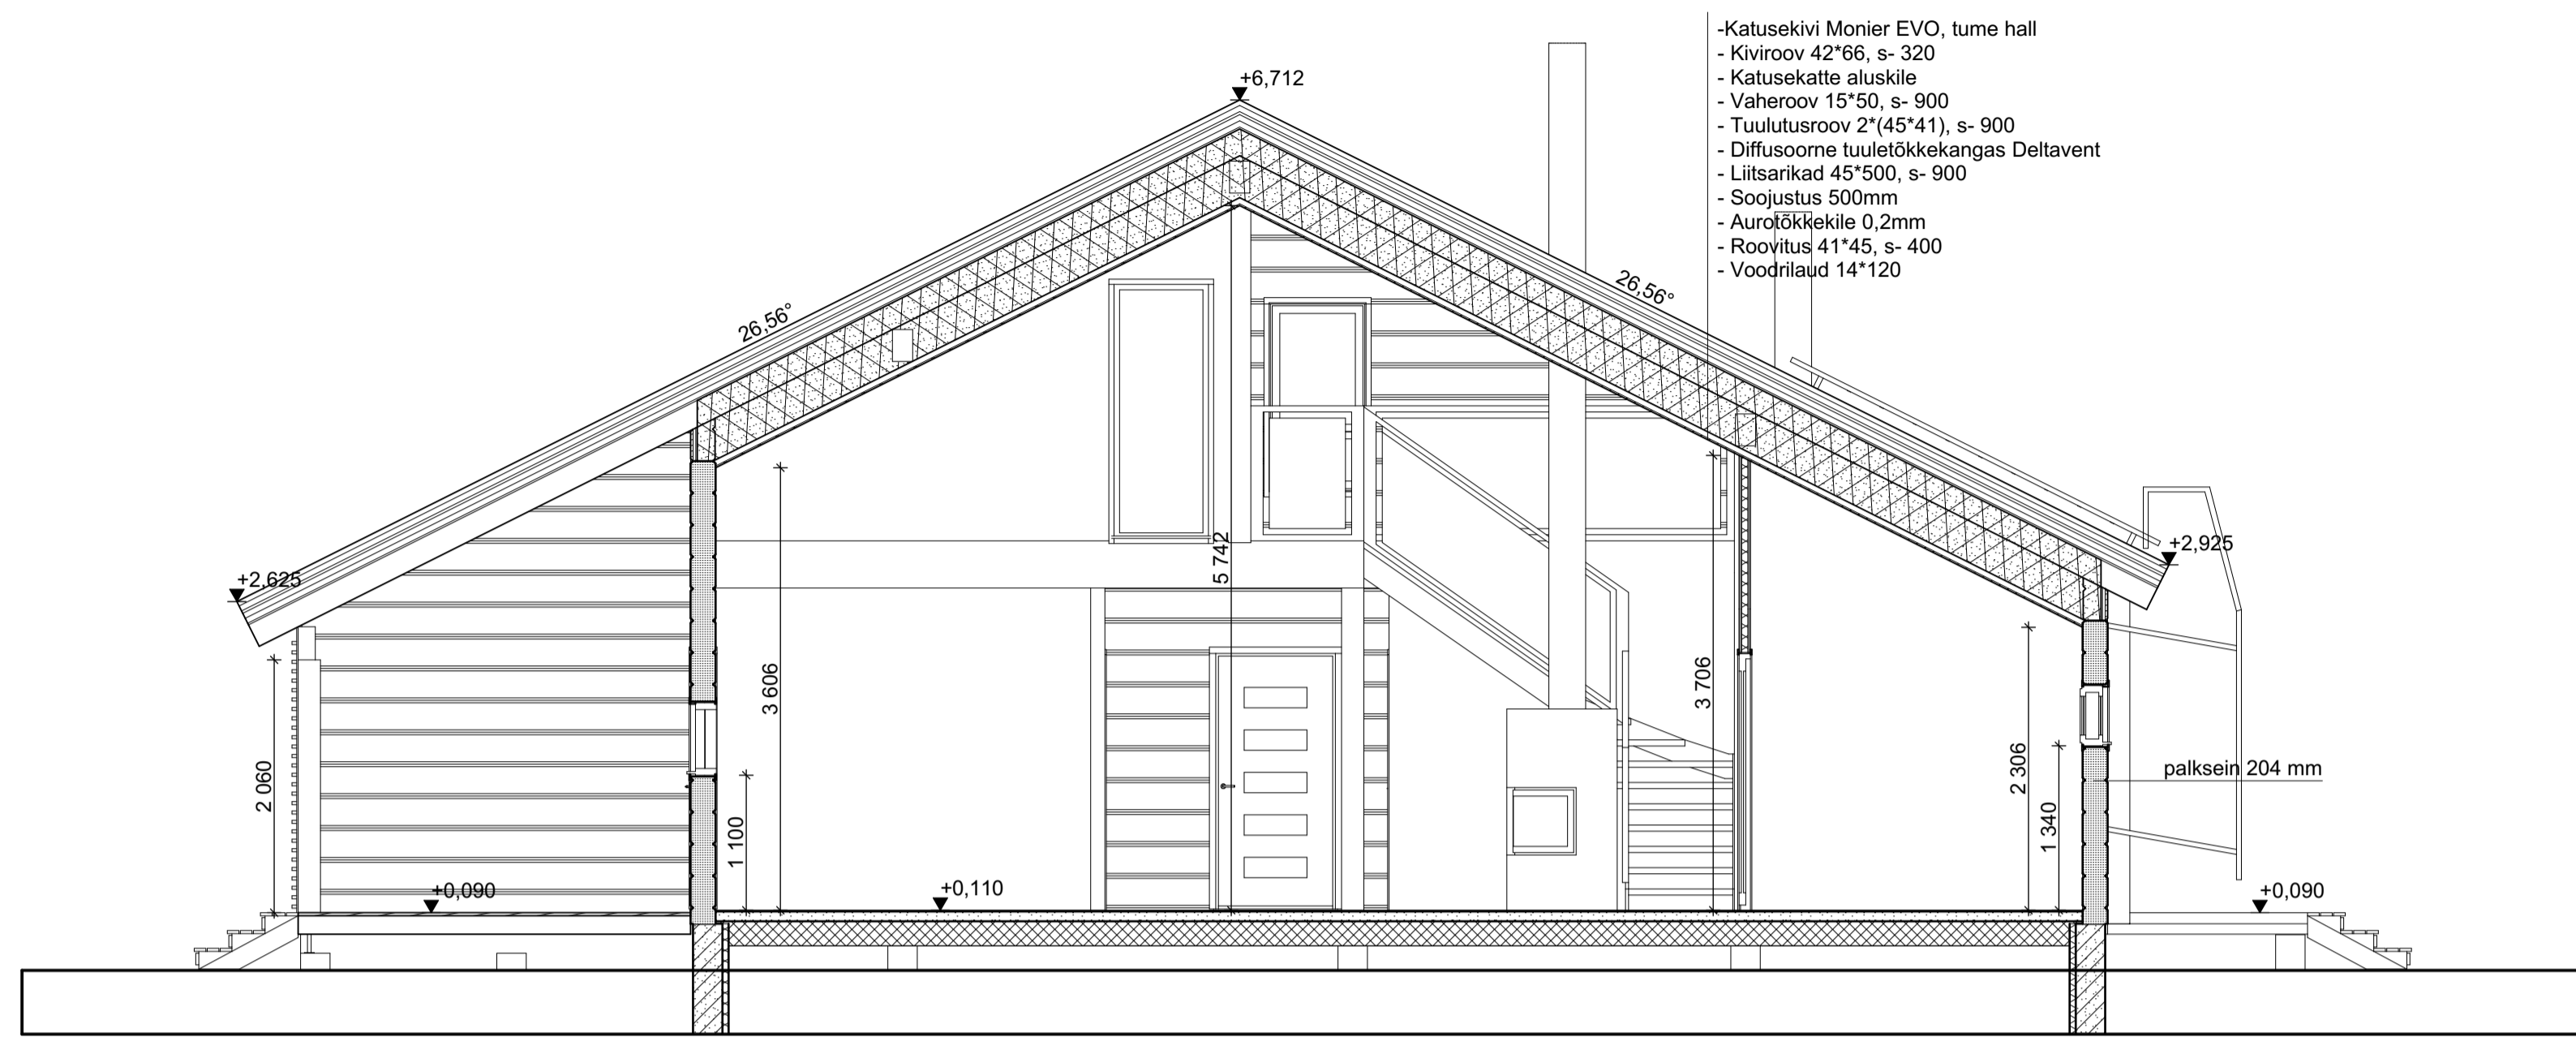 -Katusekivi Monier EVO, tume hall
- Kiviroov 42*66, s- 320
- Katusekatte aluskile
- Vaheroov 15*50, s- 900
- Tuulutusroov 2*(45*41), s- 900
- Diffusoorne tuuletõkkekangas Deltavent
- Liitsarikad 45*500, s- 900
- Soojustus 500mm
- Aurotõkkekile 0,2mm
- Roovitus 41*45, s- 400
- Voodrilaud 14*120
+6,712
26,56°
26,56°
+2,625
+2,925
5 742
3 606
3 706
2 060
1 100
2 306
1 340
palksein 204 mm
+0,090
+0,110
+0,090